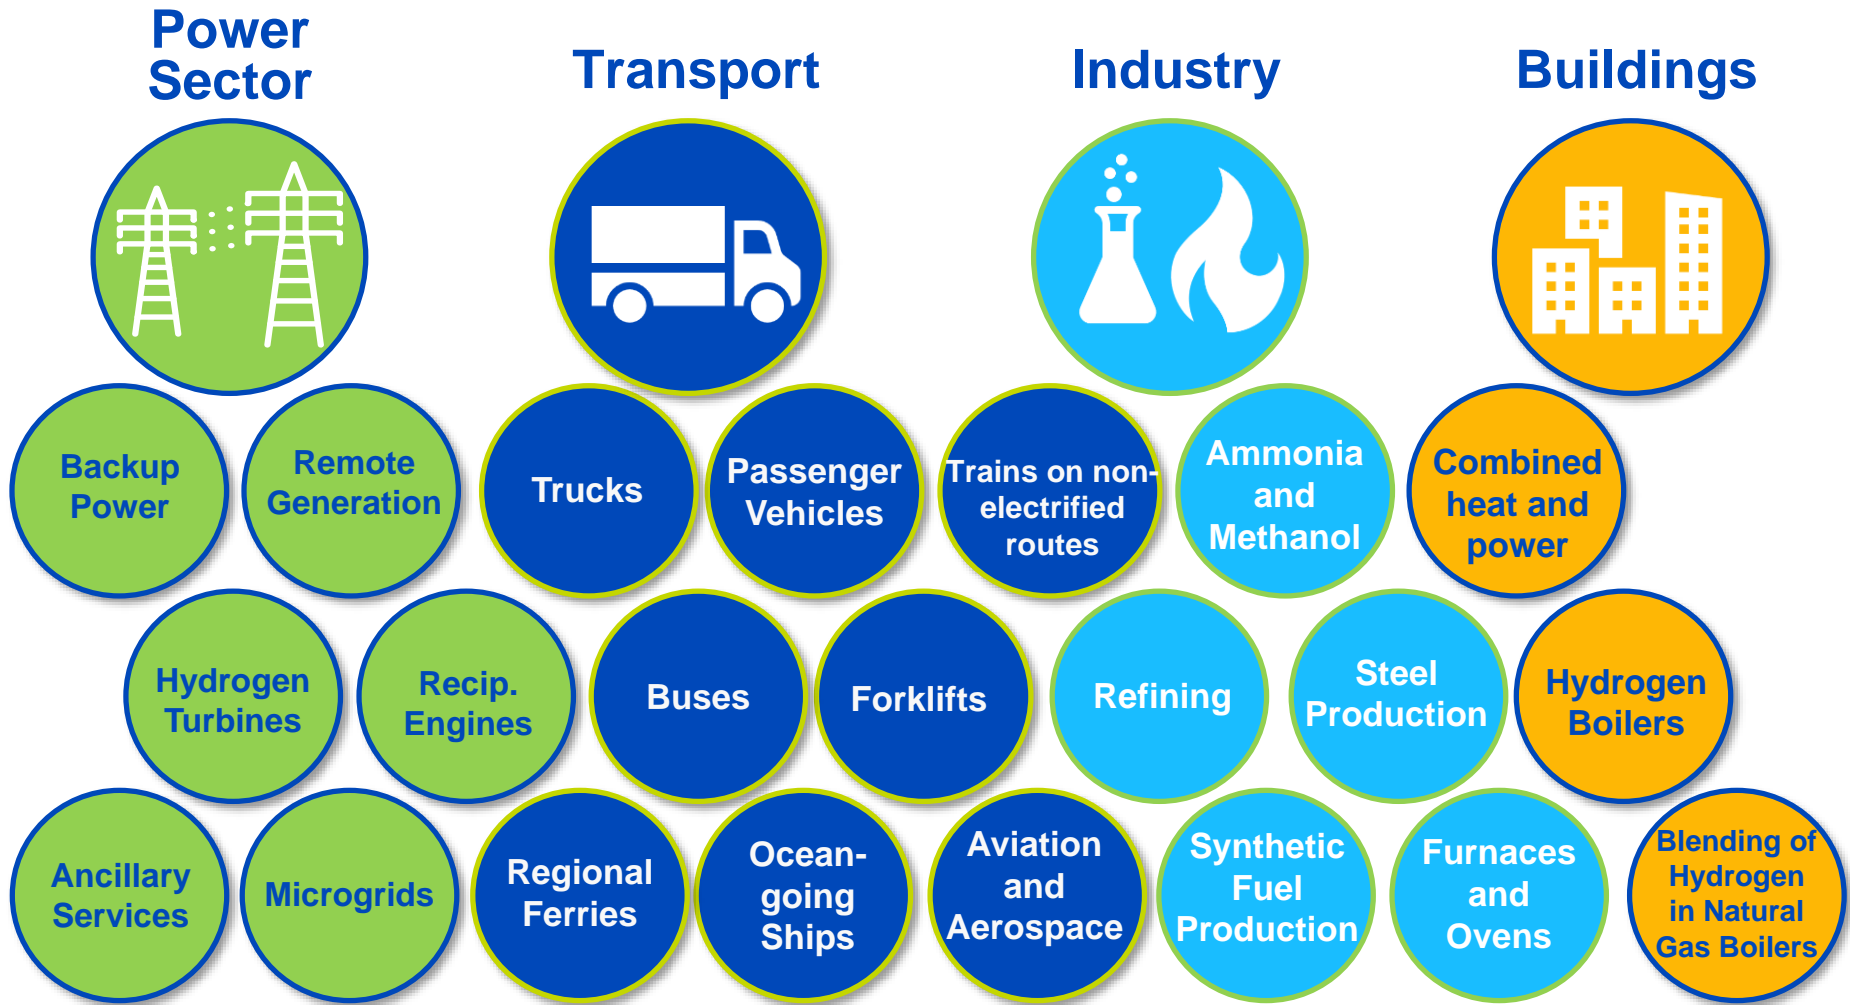 Power
Sector
Transport
Industry
Buildings
Backup
Power
Remote
Generation
Trucks
Passenger
Vehicles
Trains on non-
electrified
routes
Ammonia
and
Methanol
Combined
heat and
power
Hydrogen
Turbines
Recip.
Engines
Buses
Forklifts
Refining
Steel
Production
Hydrogen
Boilers
Ancillary
Services
Microgrids
Regional
Ferries
Ocean-
going
Ships
Aviation
and
Aerospace
Synthetic
Fuel
Production
Furnaces
and
Ovens
Blending of
Hydrogen
in Natural
Gas Boilers